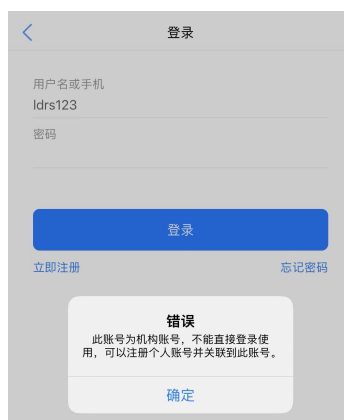 登录
用户名或手机
ldrs123
密码
登录
立即注册 忘记密码
错误
此账号为机构账号，不能直接登录使
用，可以注册个人账号并关联到此账号。
确定